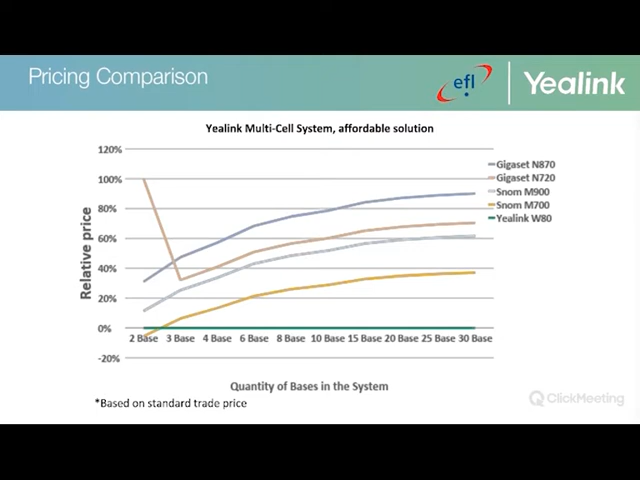 Pricing Comparison
efl
Yealink
Yealink Multi-Cell System, affordable solution
120%
100%
80%
60%
40%
20%
0%
-20%
Relative price
Gigaset N870
Gigaset N720
Snom M900
Snom M700
Yealink W80
2 Base 3 Base 4 Base 6 Base 8 Base 10 Base 15 Base 20 Base 25 Base 30 Base
Quantity of Bases in the System
*Based on standard trade price
ClickMeeting